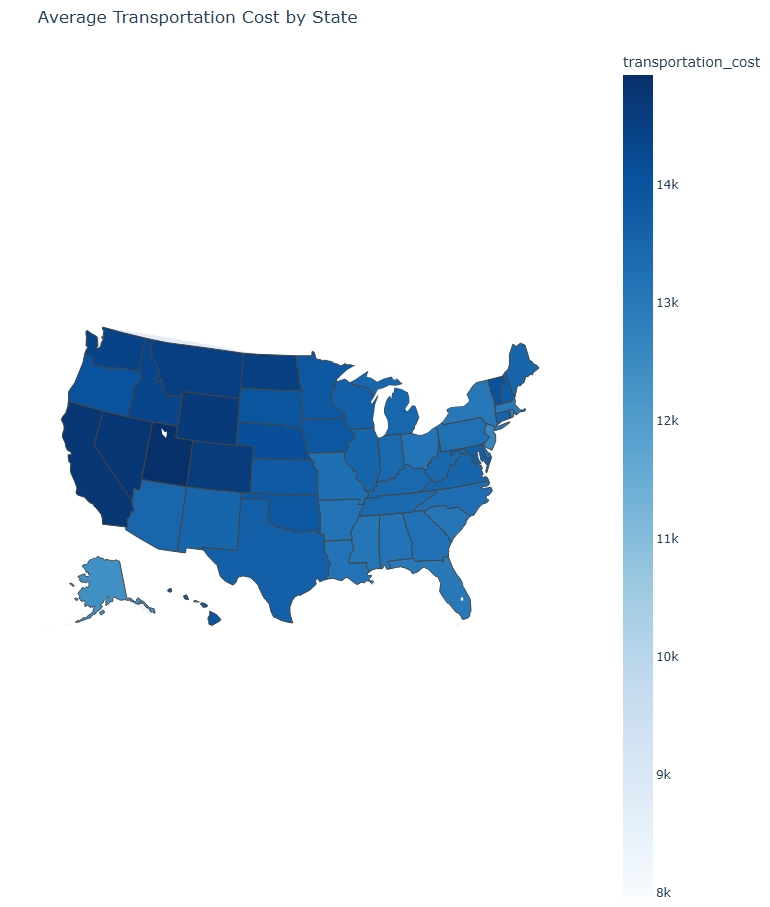 Average Transportation Cost by State
transportation_cost
14k
13k
12k
11k
10k
9k
8k